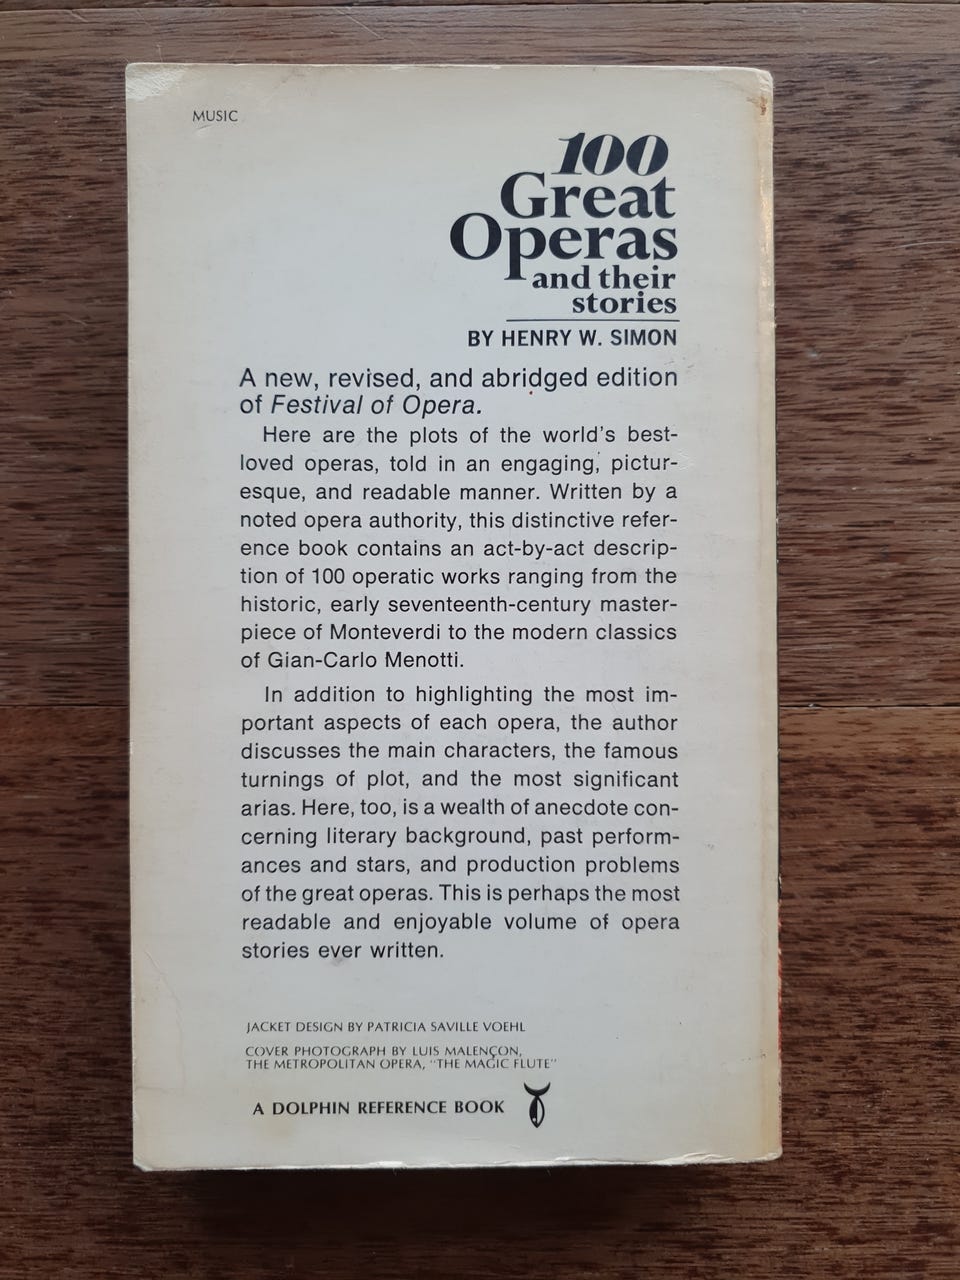 MUSIC
100
Great
Operas
and their
stories
BY HENRY W. SIMON
A new, revised, and abridged edition
of Festival of Opera.
Here are the plots of the world's best-
loved operas, told in an engaging, pictur-
esque, and readable manner. Written by a
noted opera authority, this distinctive refer-
ence book contains an act-by-act descrip-
tion of 100 operatic works ranging from the
historic, early seventeenth-century master-
piece of Monteverdi to the modern classics
of Gian-Carlo Menotti.
In addition to highlighting the most im-
portant aspects of each opera, the author
discusses the main characters, the famous
turnings of plot, and the most significant
arias. Here, too, is a wealth of anecdote con-
cerning literary background, past perform-
ances and stars, and production problems
of the great operas. This is perhaps the most
readable and enjoyable volume of opera
stories ever written.
JACKET DESIGN BY PATRICIA SAVILLE VOEHL
COVER PHOTOGRAPH BY LUIS MALENÇON,
THE METROPOLITAN OPERA, "THE MAGIC FLUTE"
A DOLPHIN REFERENCE BOOK